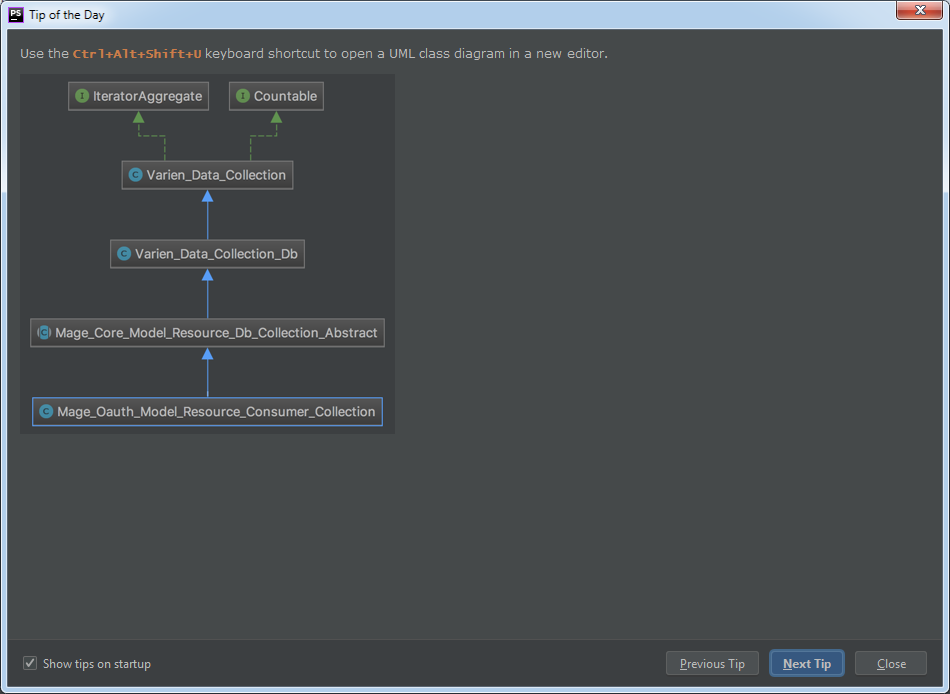 PS Tip of the Day
Use the Ctrl+Alt+Shift+U keyboard shortcut to open a UML class diagram in a new editor.
I IteratorAggregate I Countable
C Varien_Data_Collection
C Varien_Data_Collection_Db
C Mage_Core_Model_Resource_Db_Collection_Abstract
C Mage_Oauth_Model_Resource_Consumer_Collection
Show tips on startup Previous Tip Next Tip Close